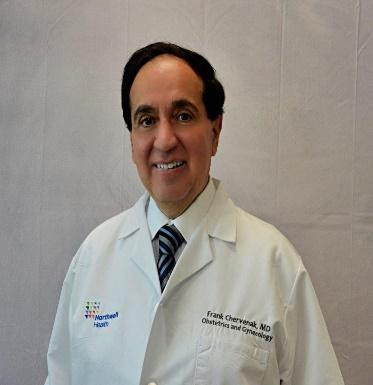 Northwell
Health
Frank Chervenak, MD
Obstetrics and Gynecology